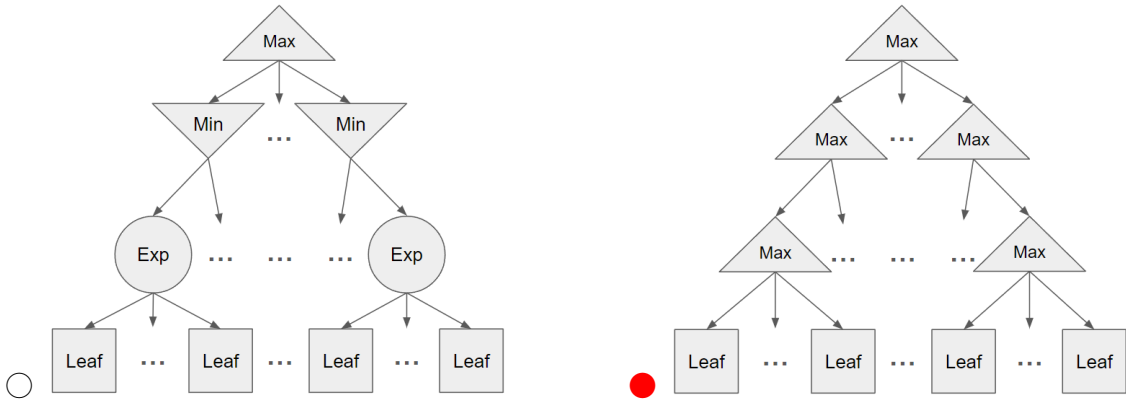 Max Max
Min ... Min Max ... Max
Exp ... ... ... Exp Max ... ... ... Max
Leaf ... Leaf ... Leaf ... Leaf Leaf ... Leaf ... Leaf ... Leaf